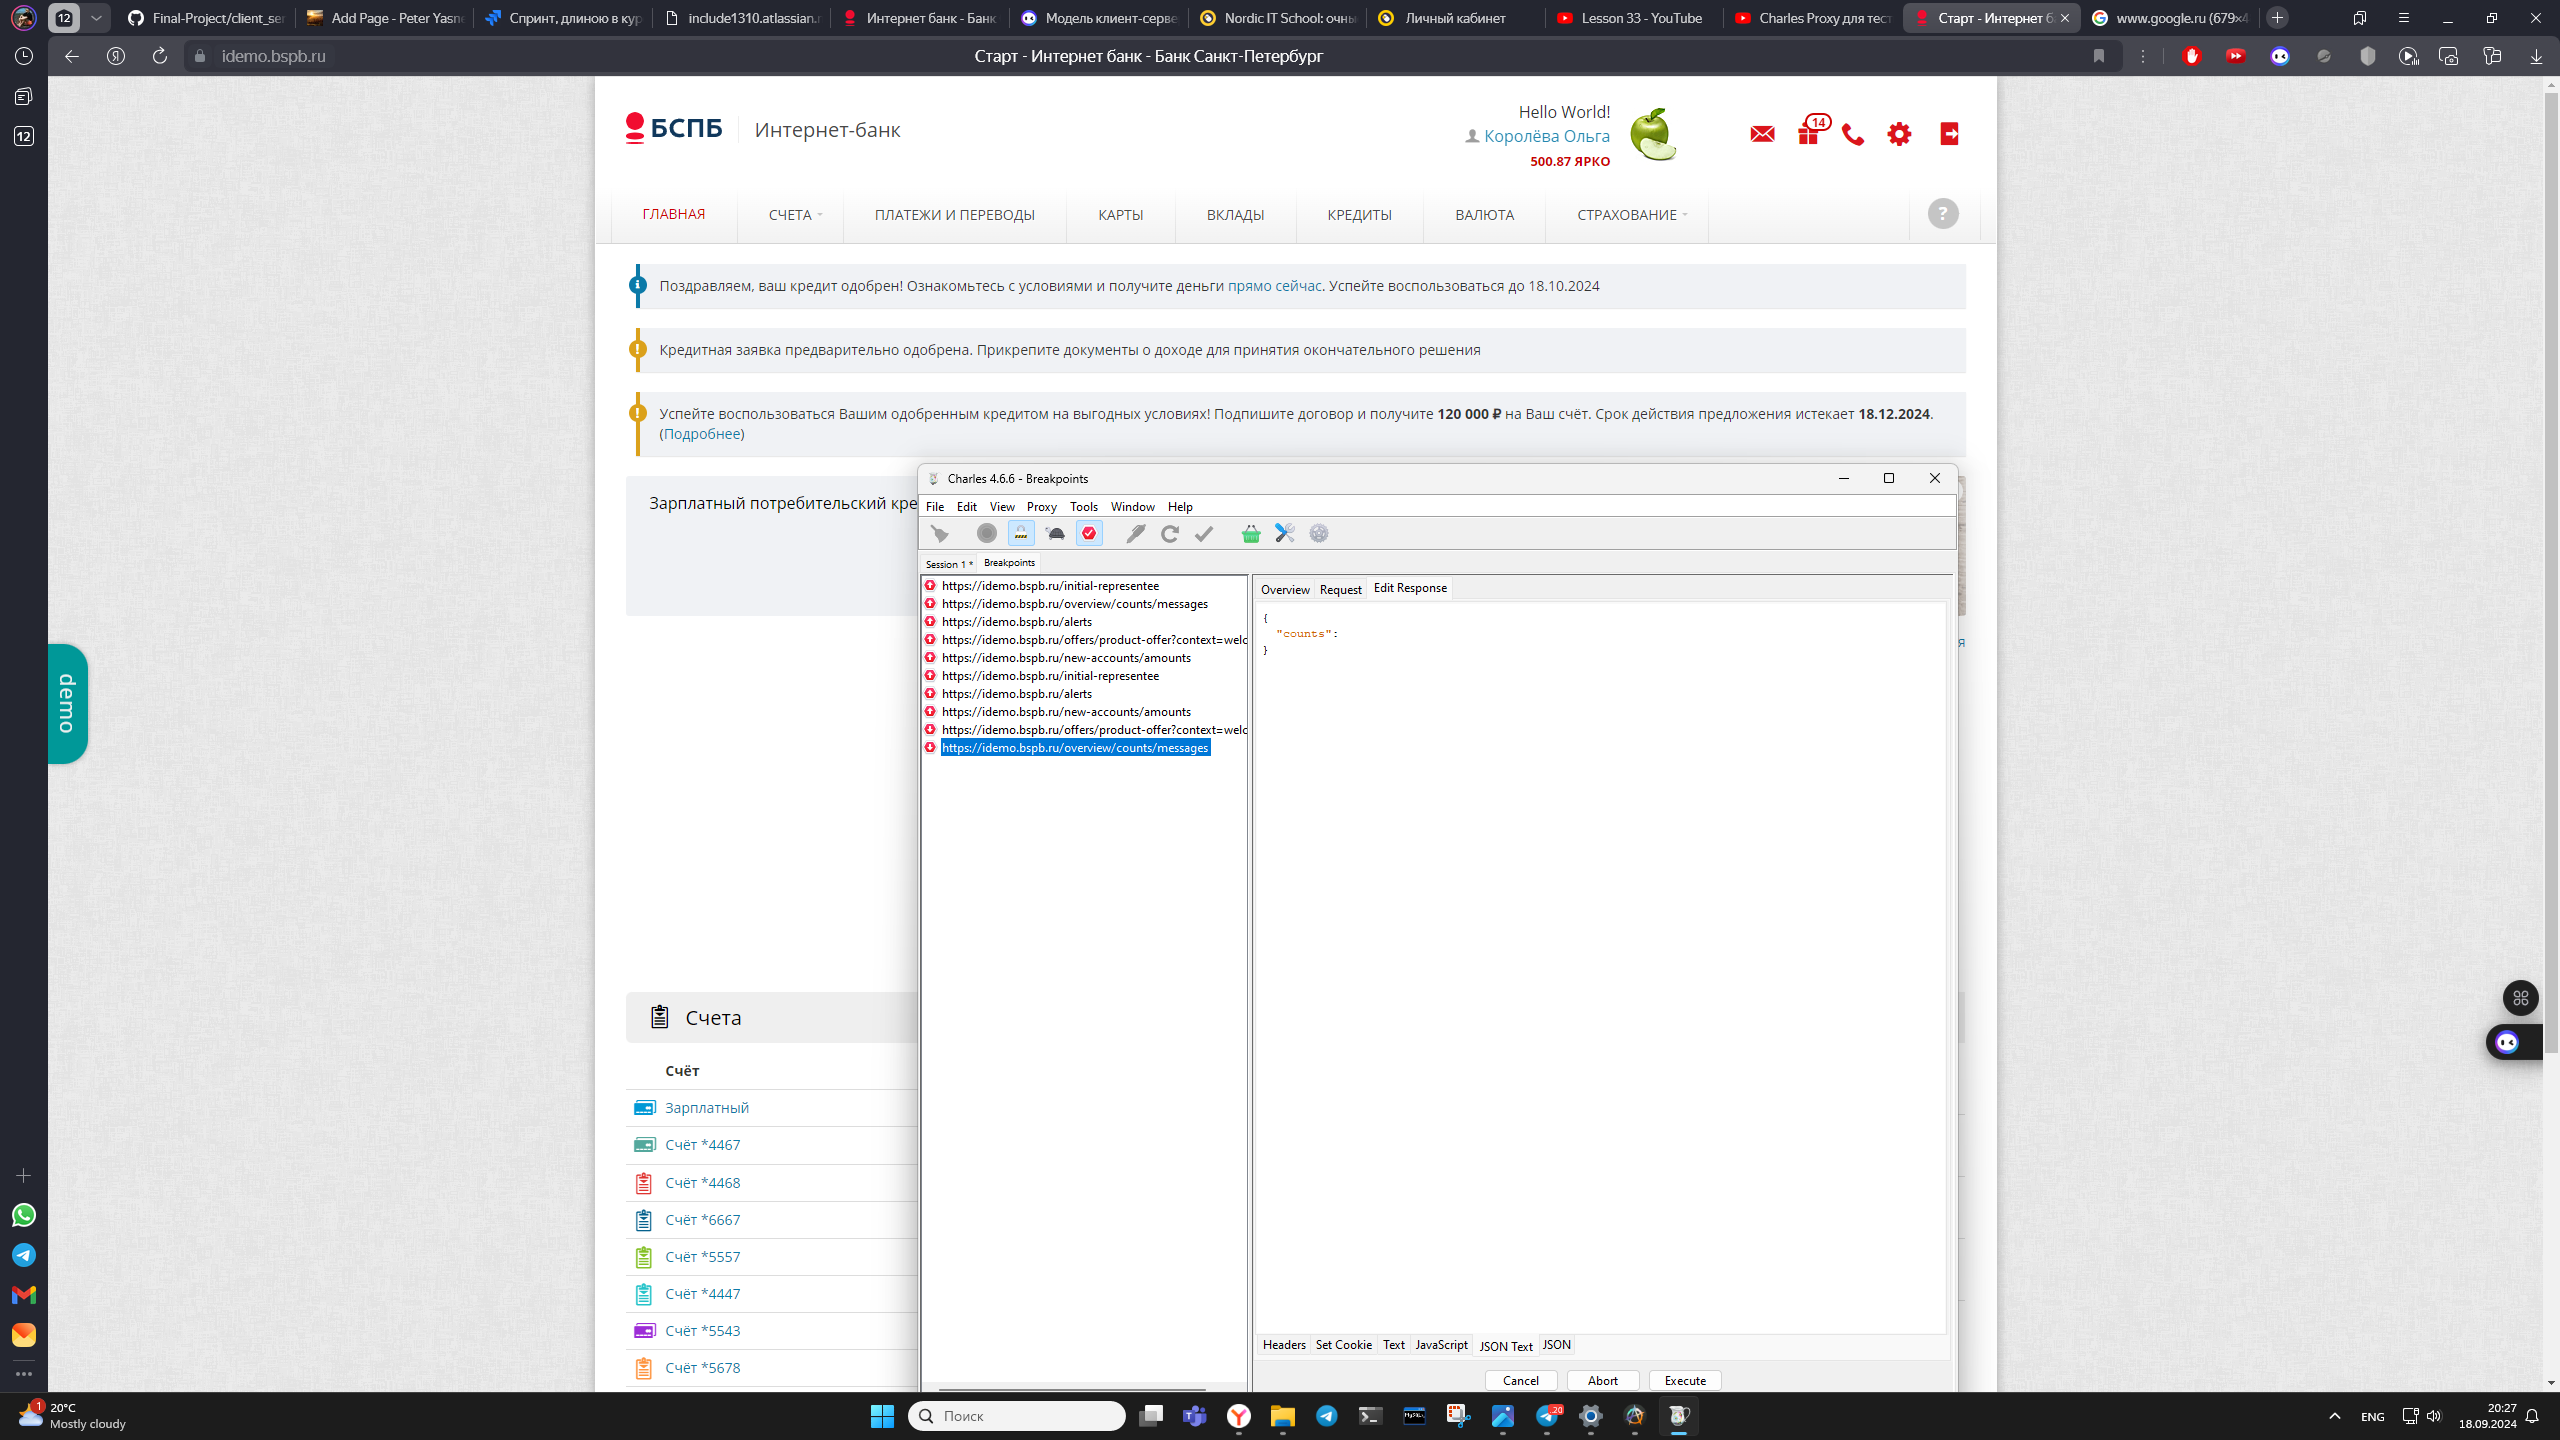 12
Final-Project/client_ser
Add Page - Peter Yasne
Спринт, длиною в кур
include1310.atlassian.r
Интернет банк - Банк
Модель клиент-серве
Nordic IT School: очны
Личный кабинет
Lesson 33 - YouTube
Charles Proxy для тест
Старт - Интернет б
www.google.ru (679×4
idemo.bspb.ru
Старт - Интернет банк - Банк Санкт-Петербург
12
БСПБ
Интернет-банк
Hello World!
Королёва Ольга
500.87 ЯРКО
14
ГЛАВНАЯ
СЧЕТА
ПЛАТЕЖИ И ПЕРЕВОДЫ
КАРТЫ
ВКЛАДЫ
КРЕДИТЫ
ВАЛЮТА
СТРАХОВАНИЕ
?
Поздравляем, ваш кредит одобрен! Ознакомьтесь с условиями и получите деньги прямо сейчас. Успейте воспользоваться до 18.10.2024
Кредитная заявка предварительно одобрена. Прикрепите документы о доходе для принятия окончательного решения
Успейте воспользоваться Вашим одобренным кредитом на выгодных условиях! Подпишите договор и получите 120 000 ₽ на Ваш счёт. Срок действия предложения истекает 18.12.2024.
(Подробнее)
Зарплатный потребительский кре
я
demo
Charles 4.6.6 - Breakpoints
File Edit View Proxy Tools Window Help
Session 1 *
Breakpoints
https://idemo.bspb.ru/initial-representee
https://idemo.bspb.ru/overview/counts/messages
https://idemo.bspb.ru/alerts
https://idemo.bspb.ru/offers/product-offer?context=welc
https://idemo.bspb.ru/new-accounts/amounts
https://idemo.bspb.ru/initial-representee
https://idemo.bspb.ru/alerts
https://idemo.bspb.ru/new-accounts/amounts
https://idemo.bspb.ru/offers/product-offer?context=welc
https://idemo.bspb.ru/overview/counts/messages
Overview Request Edit Response
{
"counts":
}
Headers Set Cookie Text JavaScript JSON Text JSON
Cancel Abort Execute
Счета
Счёт
Зарплатный
Счёт *4467
Счёт *4468
Счёт *6667
Счёт *5557
Счёт *4447
Счёт *5543
Счёт *5678
1
20°C
Mostly cloudy
Поиск
20
ENG
20:27
18.09.2024